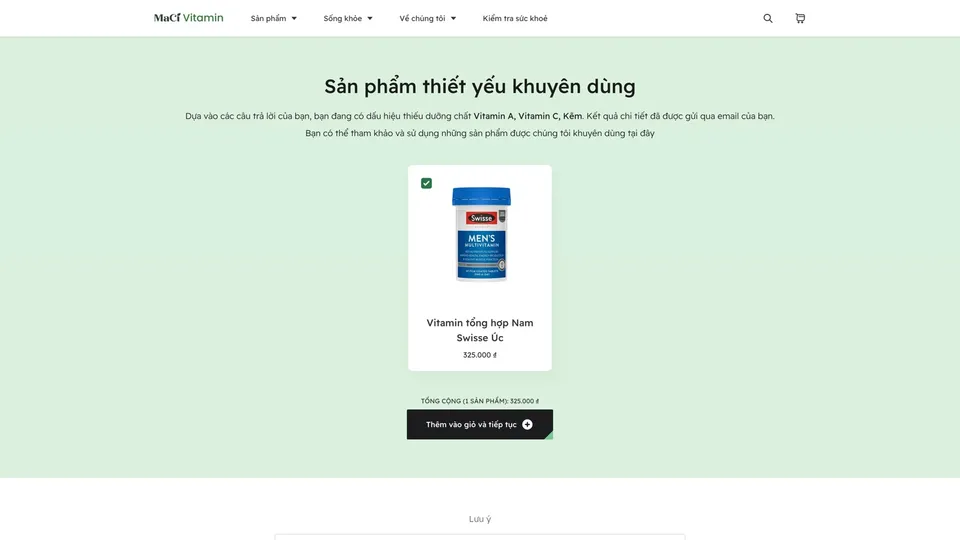 MaCf Vitamin
Sản phẩm
Sống khỏe
Về chúng tôi
Kiểm tra sức khoẻ
Sản phẩm thiết yếu khuyên dùng
Dựa vào các câu trả lời của bạn, bạn đang có dấu hiệu thiếu dưỡng chất Vitamin A, Vitamin C, Kẽm. Kết quả chi tiết đã được gửi qua email của bạn.
Bạn có thể tham khảo và sử dụng những sản phẩm được chúng tôi khuyên dùng tại đây
Swisse
MEN'S
MULTIVITAMIN
Vitamin tổng hợp Nam
Swisse Úc
325.000 ₫
TỔNG CỘNG (1 SẢN PHẨM): 325.000 ₫
Thêm vào giỏ và tiếp tục
Lưu ý